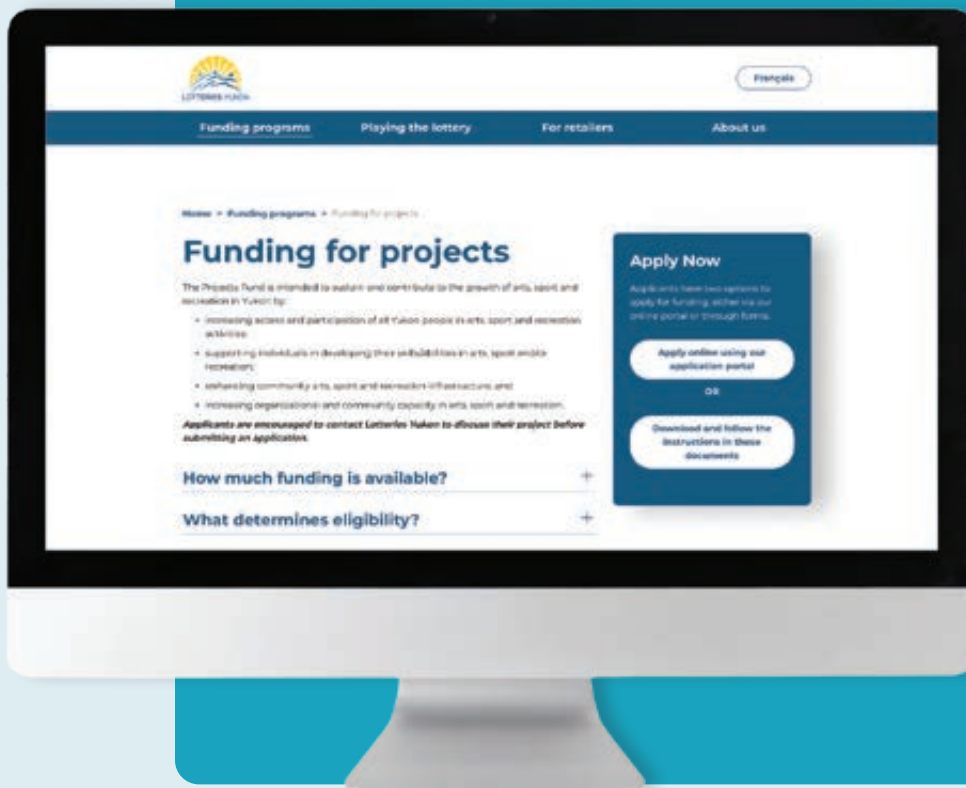 LOTTERIES YUKON
Français
Funding programs Playing the lottery For retailers About us
Home > Funding programs > Funding for projects
Funding for projects
The Projects Fund is intended to sustain and contribute to the growth of arts, sport and
recreation in Yukon by:
• increasing access and participation of all Yukon people in arts, sport and recreation
activities;
• supporting individuals in developing their skills/abilities in arts, sport and/or
recreation;
• enhancing community arts, sport and recreation infrastructure; and
• increasing organizational and community capacity in arts, sport and recreation.
Applicants are encouraged to contact Lotteries Yukon to discuss their project before
submitting an application.
How much funding is available? +
What determines eligibility? +
Apply Now
Applicants have two options to
apply for funding, either via our
online portal or through forms.
Apply online using our
application portal
OR
Download and follow the
instructions in these
documents